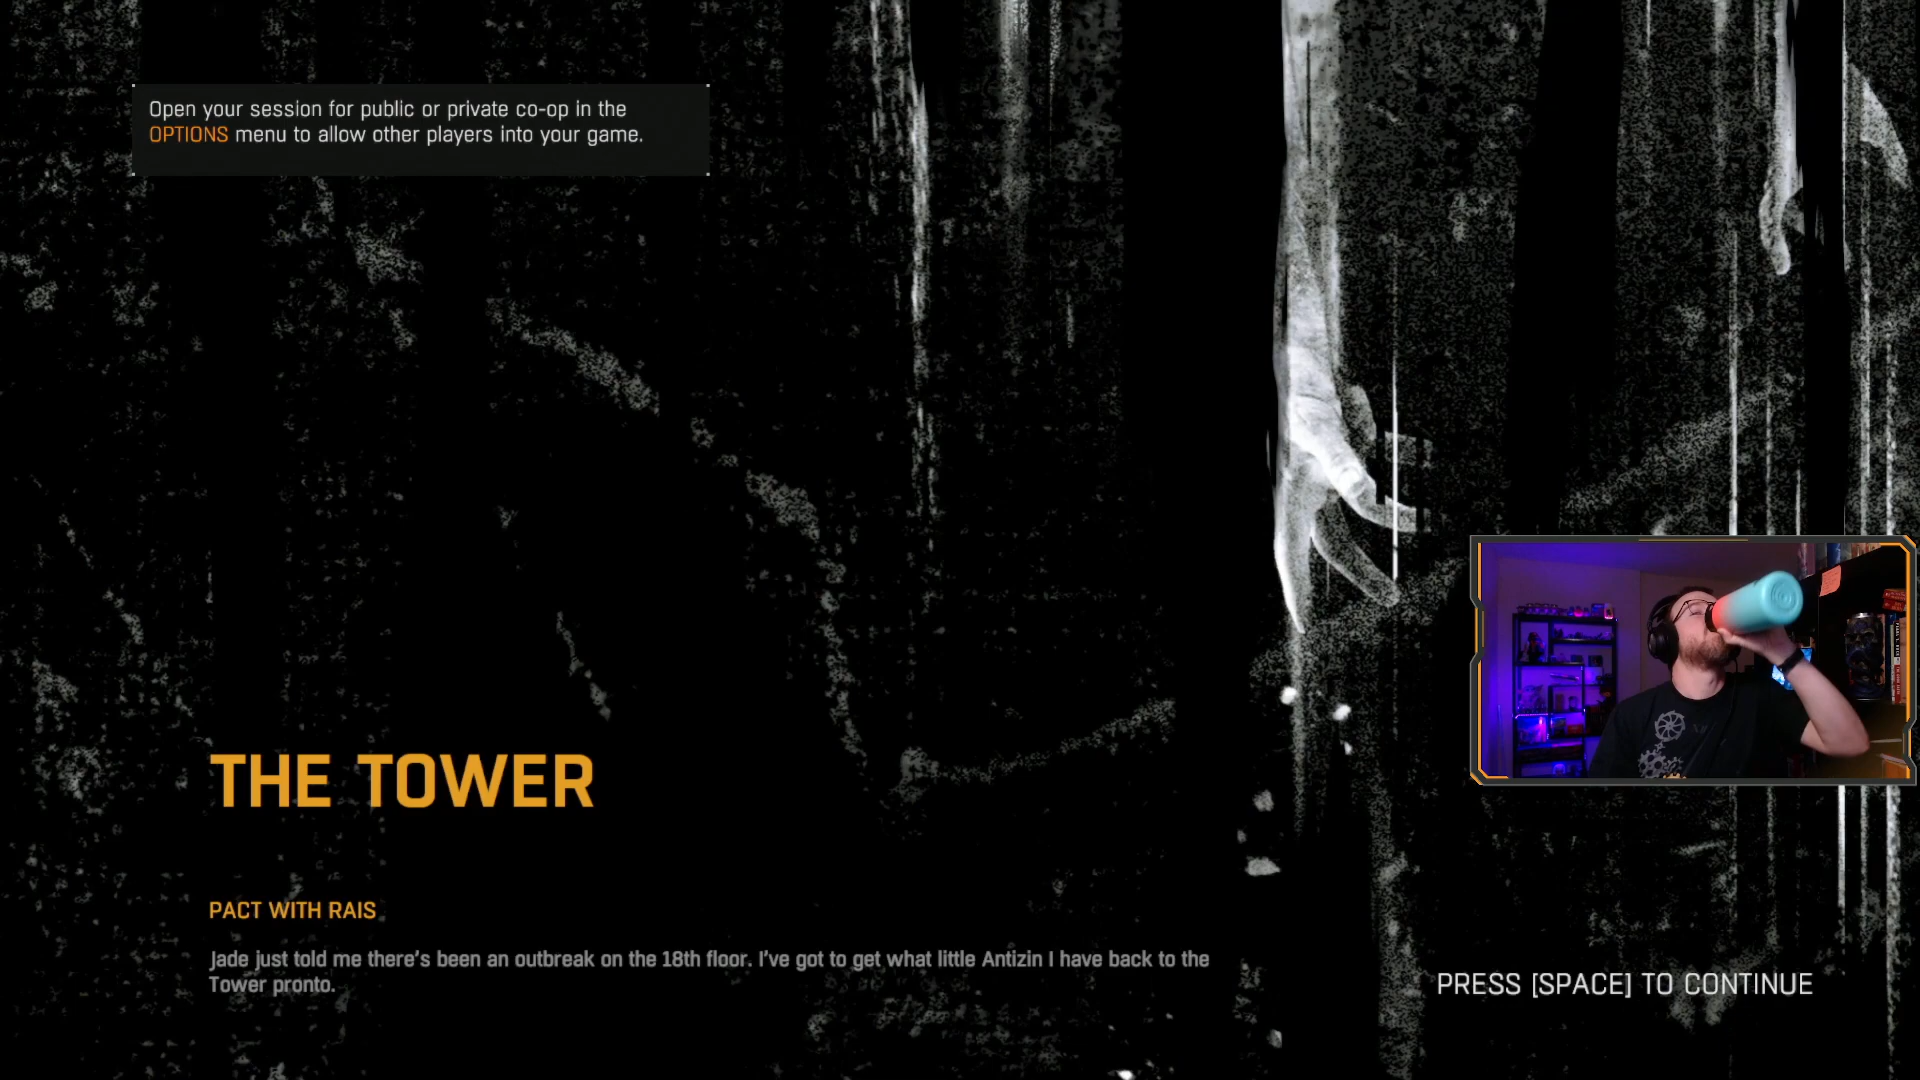 Open your session for public or private co-op in the
OPTIONS menu to allow other players into your game.
THE TOWER
PACT WITH RAIS
Jade just told me there's been an outbreak on the 18th floor. I've got to get what little Antizin I have back to the
Tower pronto.
PRESS [SPACE] TO CONTINUE